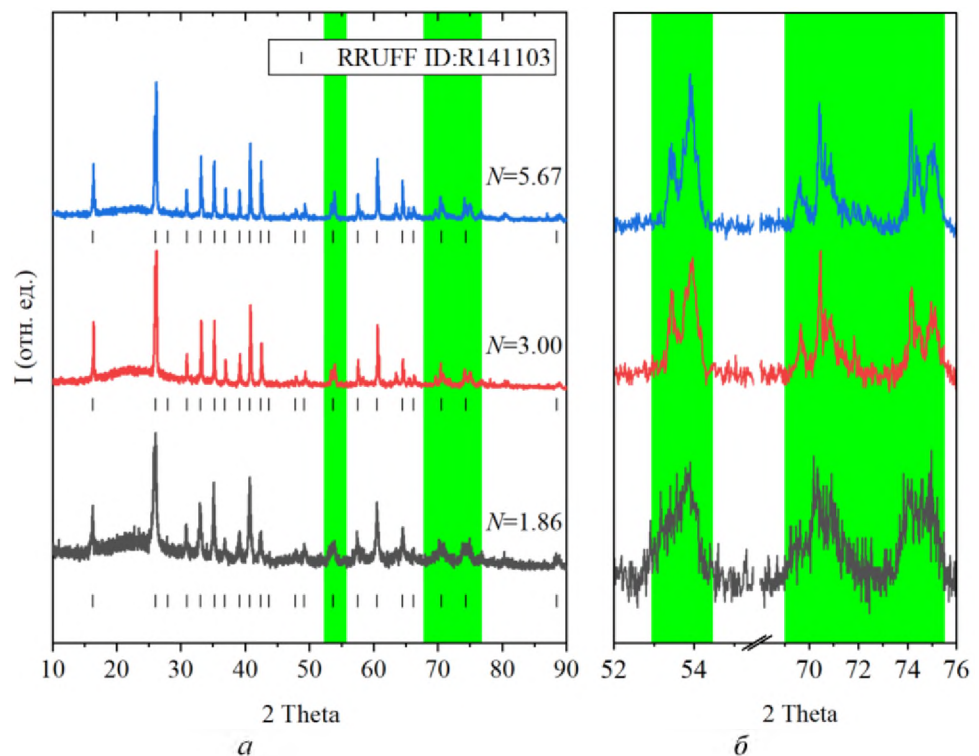 RRUFF ID:R141103
N=5.67
N=3.00
N=1.86
I (отн. ед.)
10 20 30 40 50 60 70 80 90
52 54 70 72 74 76
2 Theta
2 Theta
а
б